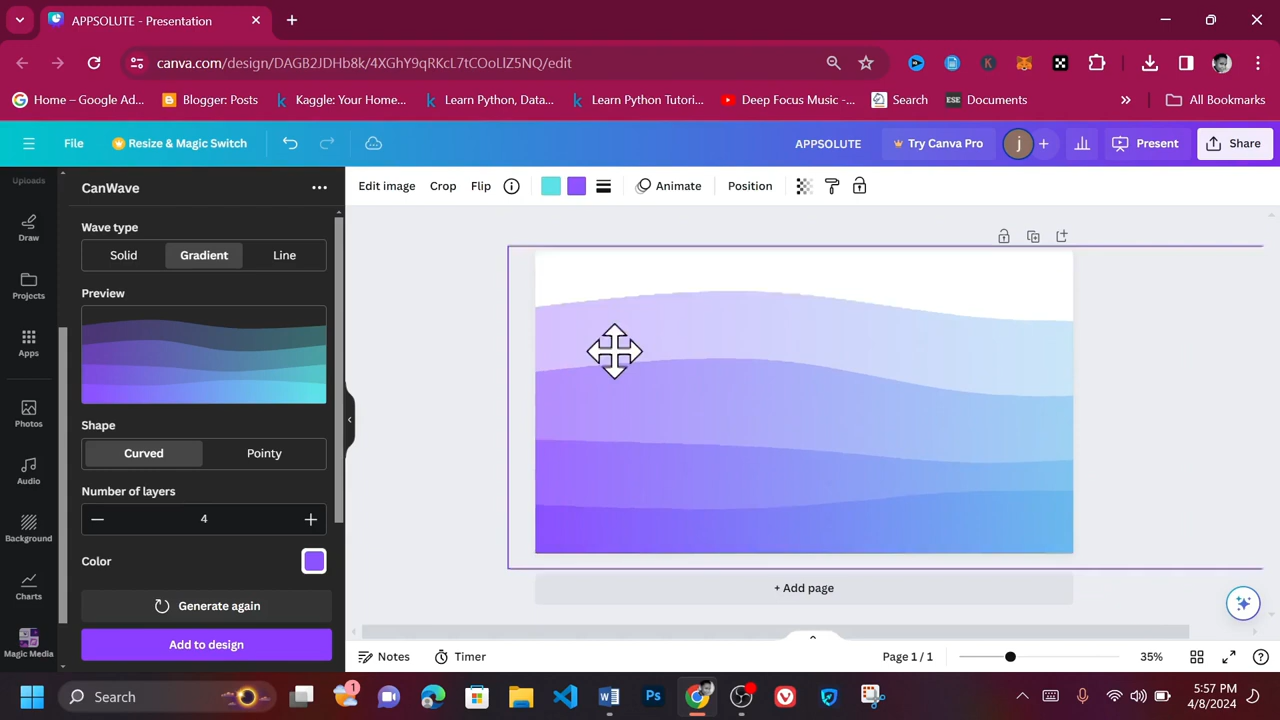 APPSOLUTE - Presentation
canva.com/design/DAGB2JDHb8k/4XGhY9qRKcL7tCOoLlZ5NQ/edit
Home – Google Ad...
Blogger: Posts
Kaggle: Your Home...
Learn Python, Data...
Learn Python Tutori...
Deep Focus Music -...
Search
ESE Documents
All Bookmarks
File
Resize & Magic Switch
APPSOLUTE
Try Canva Pro
j
Present
Share
Uploads
Draw
Projects
Apps
Photos
Audio
Background
Charts
Magic Media
CanWave
Wave type
Solid
Gradient
Line
Preview
Shape
Curved
Pointy
Number of layers
4
Color
Generate again
Add to design
Edit image
Crop
Flip
Animate
Position
+ Add page
Notes
Timer
Page 1 / 1
35%
Search
1
5:57 PM
4/8/2024